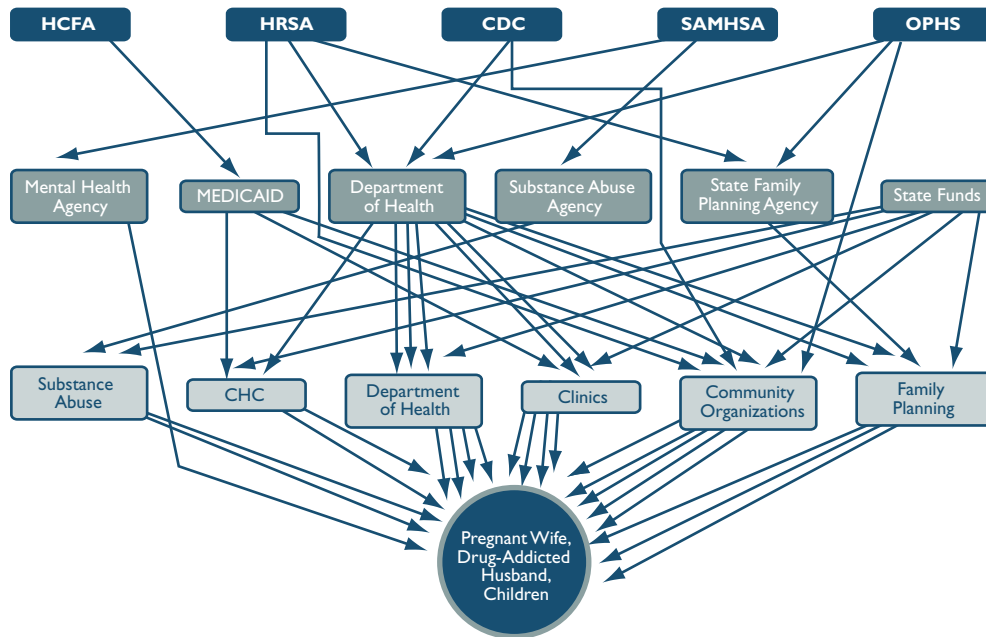 HCFA
HRSA
CDC
SAMHSA
OPHS
Mental Health
Agency
MEDICAID
Department
of Health
Substance Abuse
Agency
State Family
Planning Agency
State Funds
Substance
Abuse
CHC
Department
of Health
Clinics
Community
Organizations
Family
Planning
Pregnant Wife,
Drug-Addicted
Husband,
Children